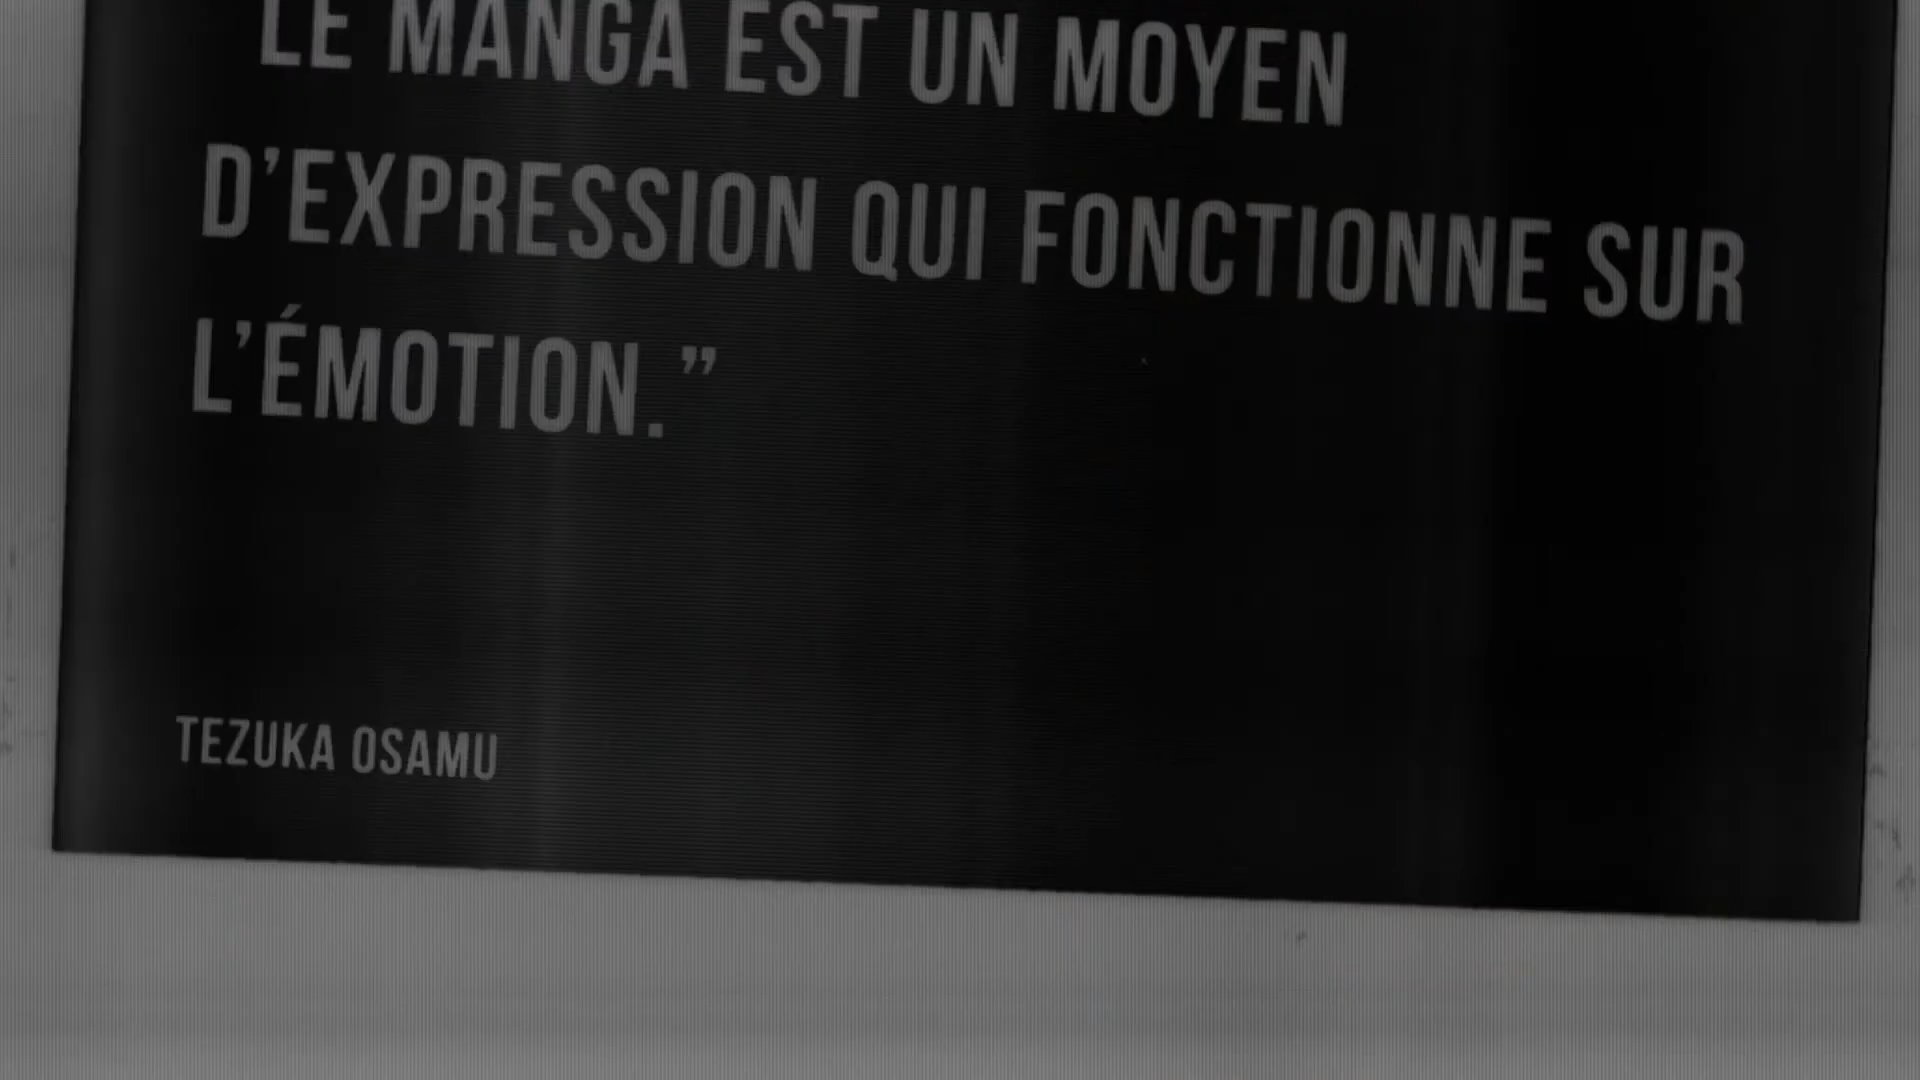 LE MANGA EST UN MOYEN
D’EXPRESSION QUI FONCTIONNE SUR
L’ÉMOTION.”
TEZUKA OSAMU